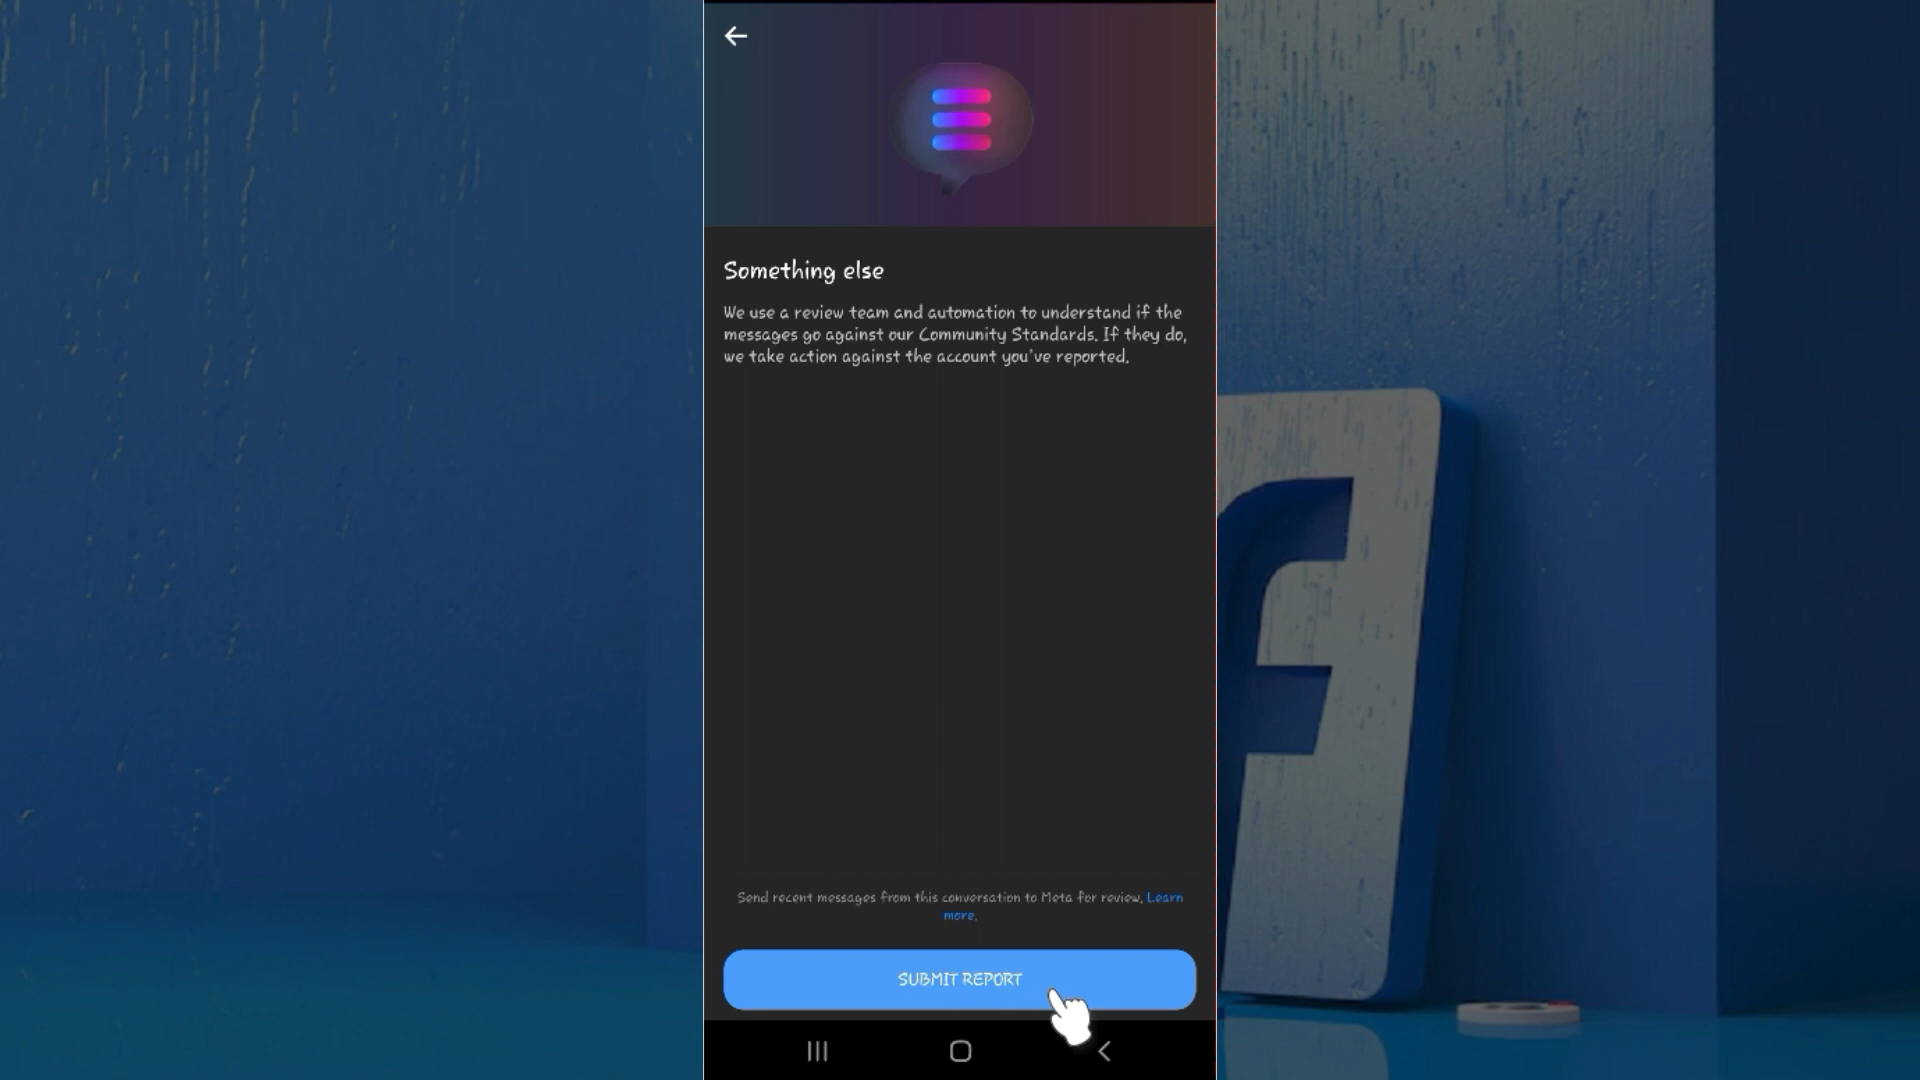 Something else
We use a review team and automation to understand if the
messages go against our Community Standards. If they do,
we take action against the account you've reported.
Send recent messages from this conversation to Meta for review. Learn
more.
SUBMIT REPORT